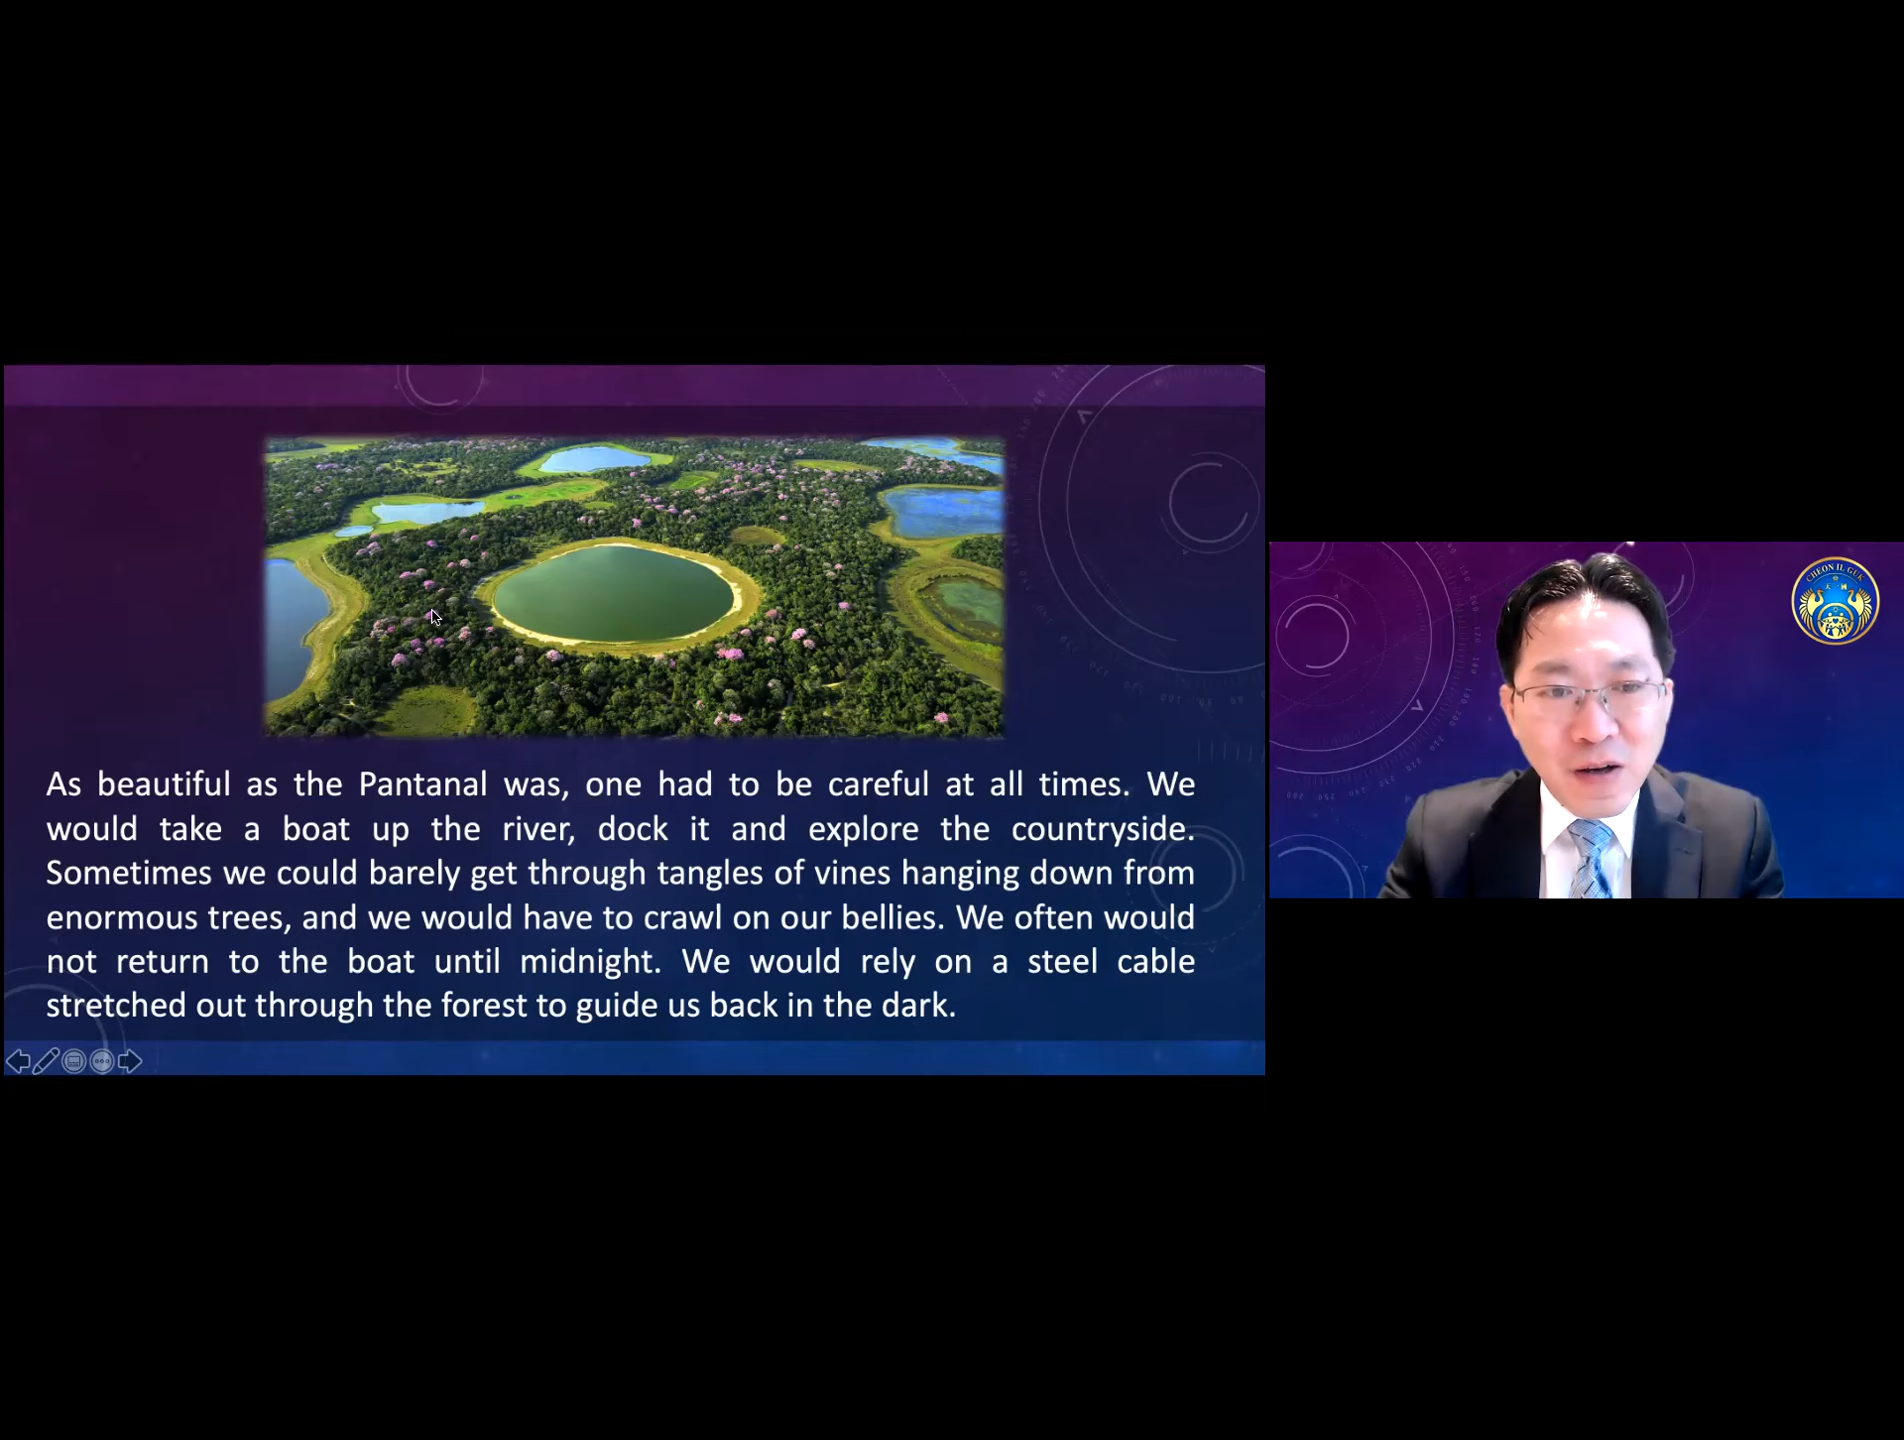 As beautiful as the Pantanal was, one had to be careful at all times. We
would take a boat up the river, dock it and explore the countryside.
Sometimes we could barely get through tangles of vines hanging down from
enormous trees, and we would have to crawl on our bellies. We often would
not return to the boat until midnight. We would rely on a steel cable
stretched out through the forest to guide us back in the dark.
CHEON IL GUK